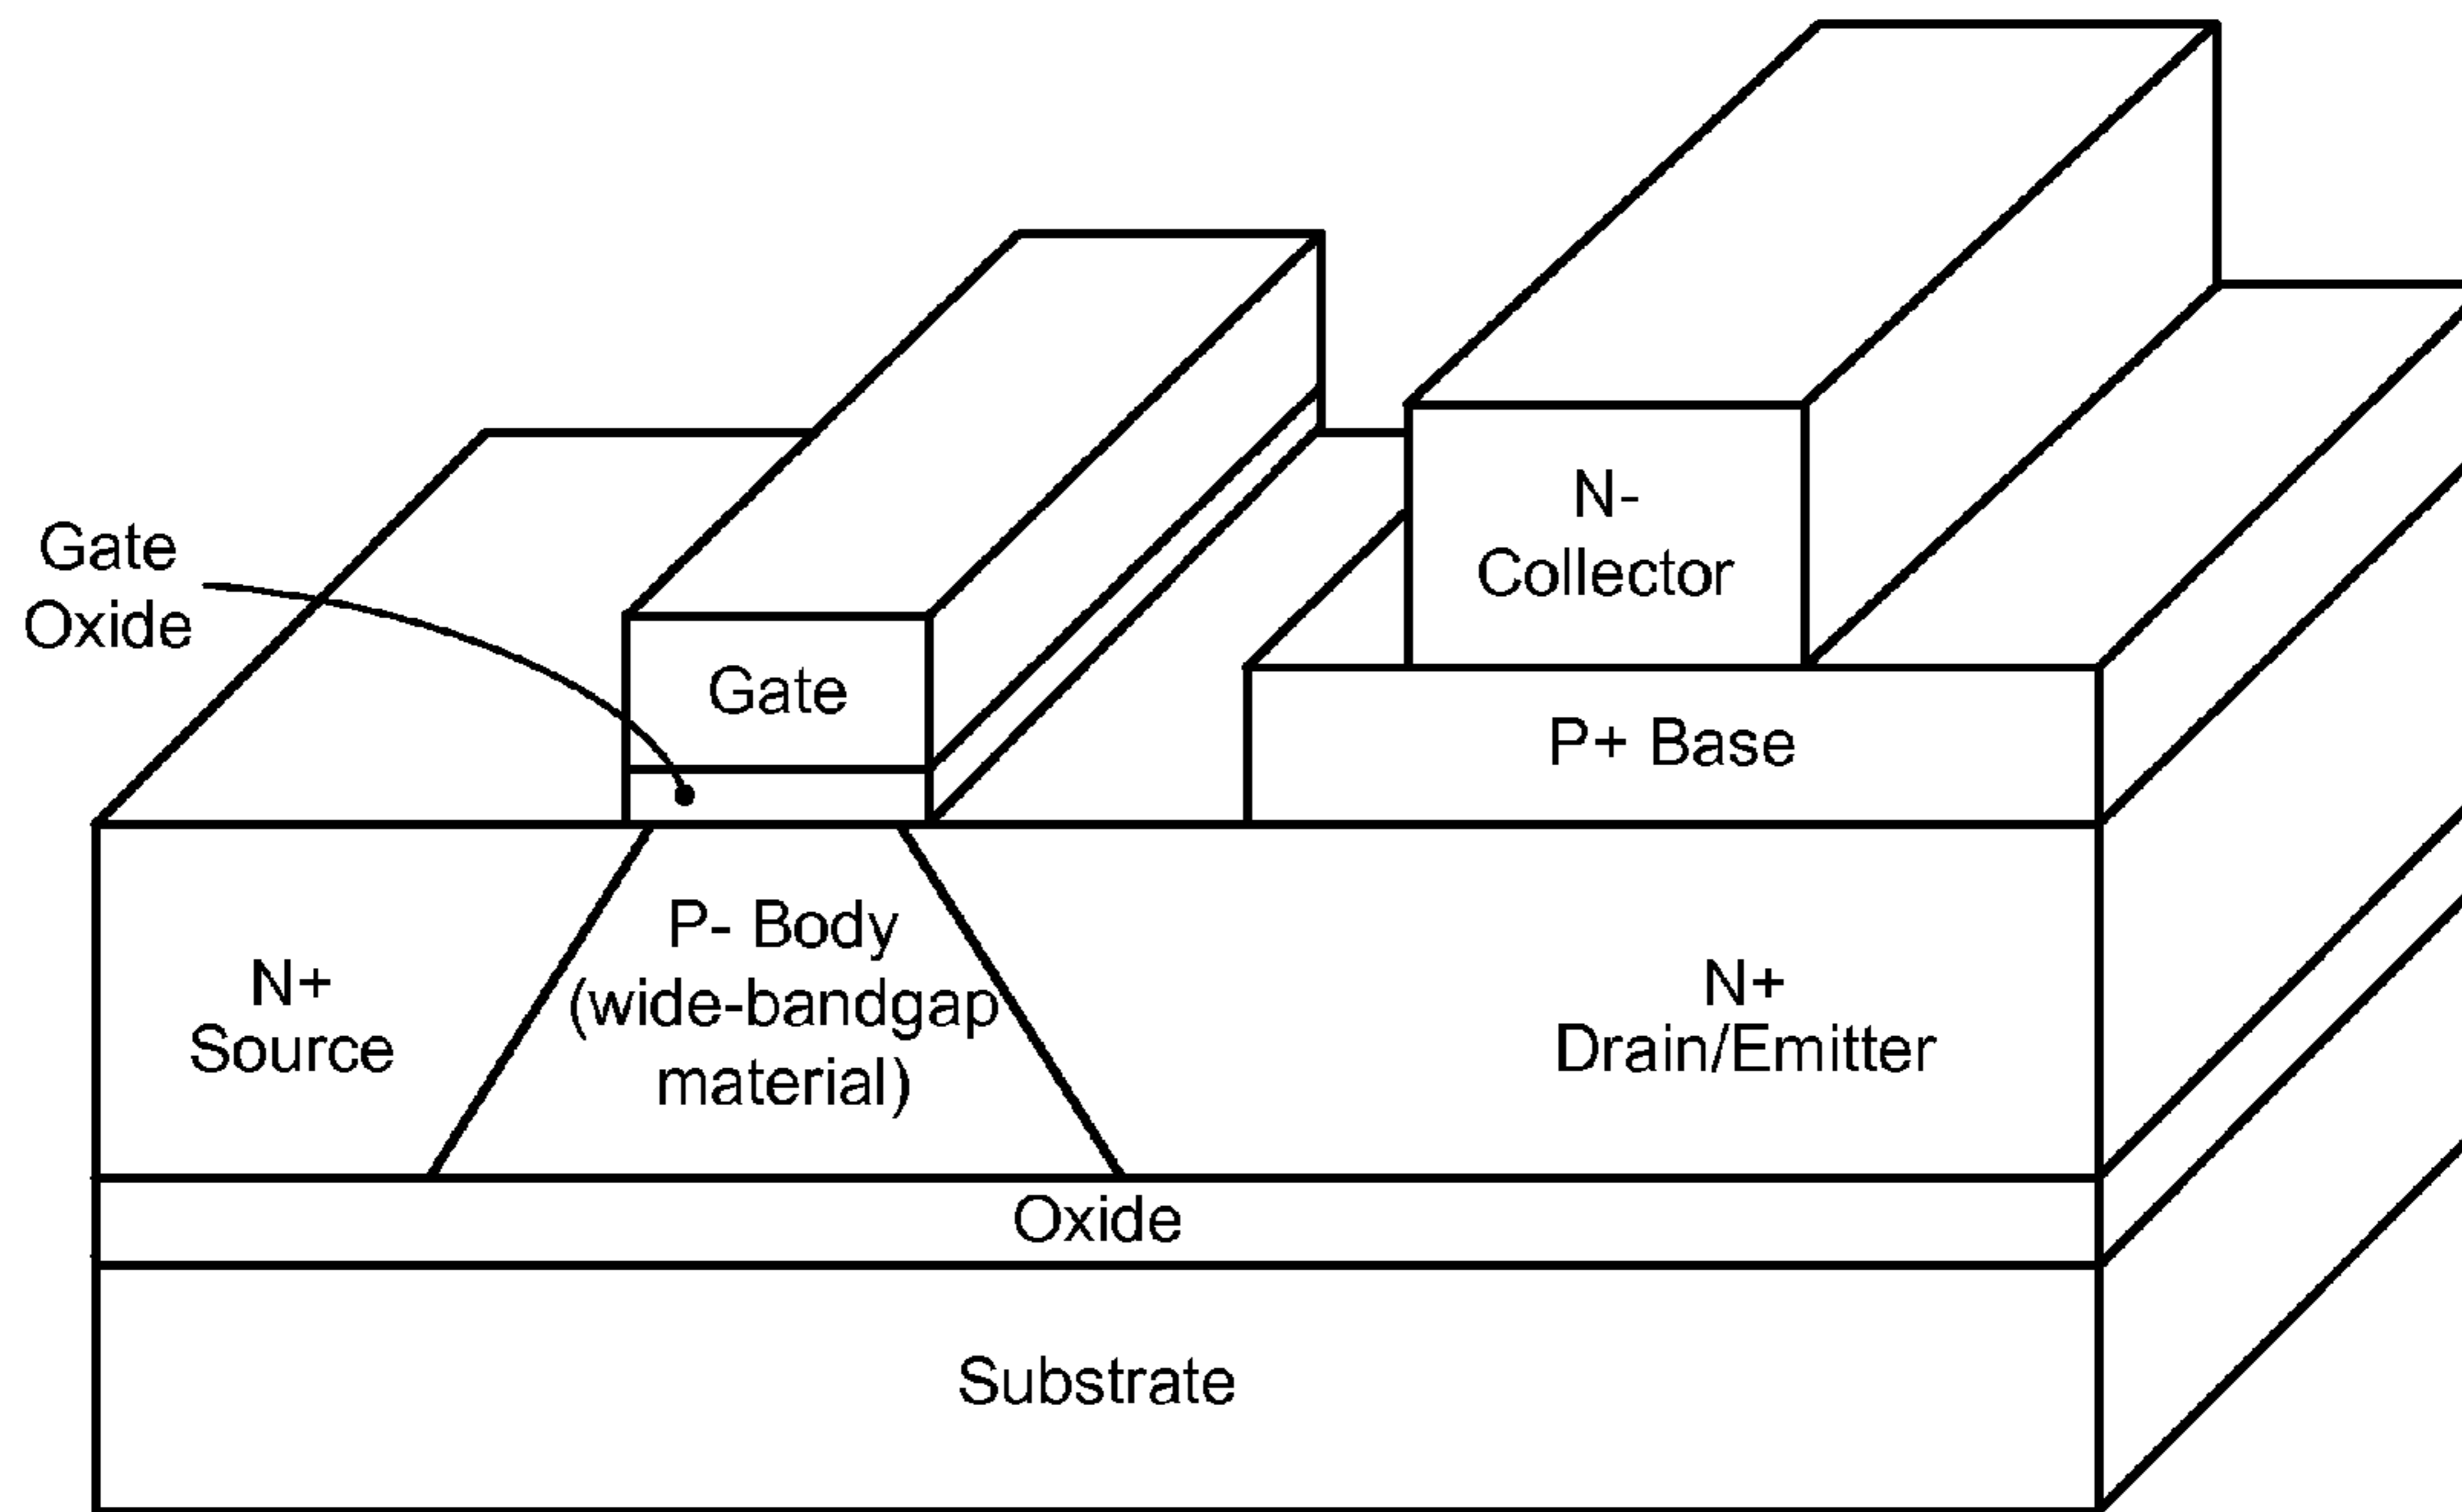 N-
Collector
Gate
Oxide
Gate
P+ Base
P- Body
(wide-bandgap
material)
N+
Source
N+
Drain/Emitter
Oxide
Substrate